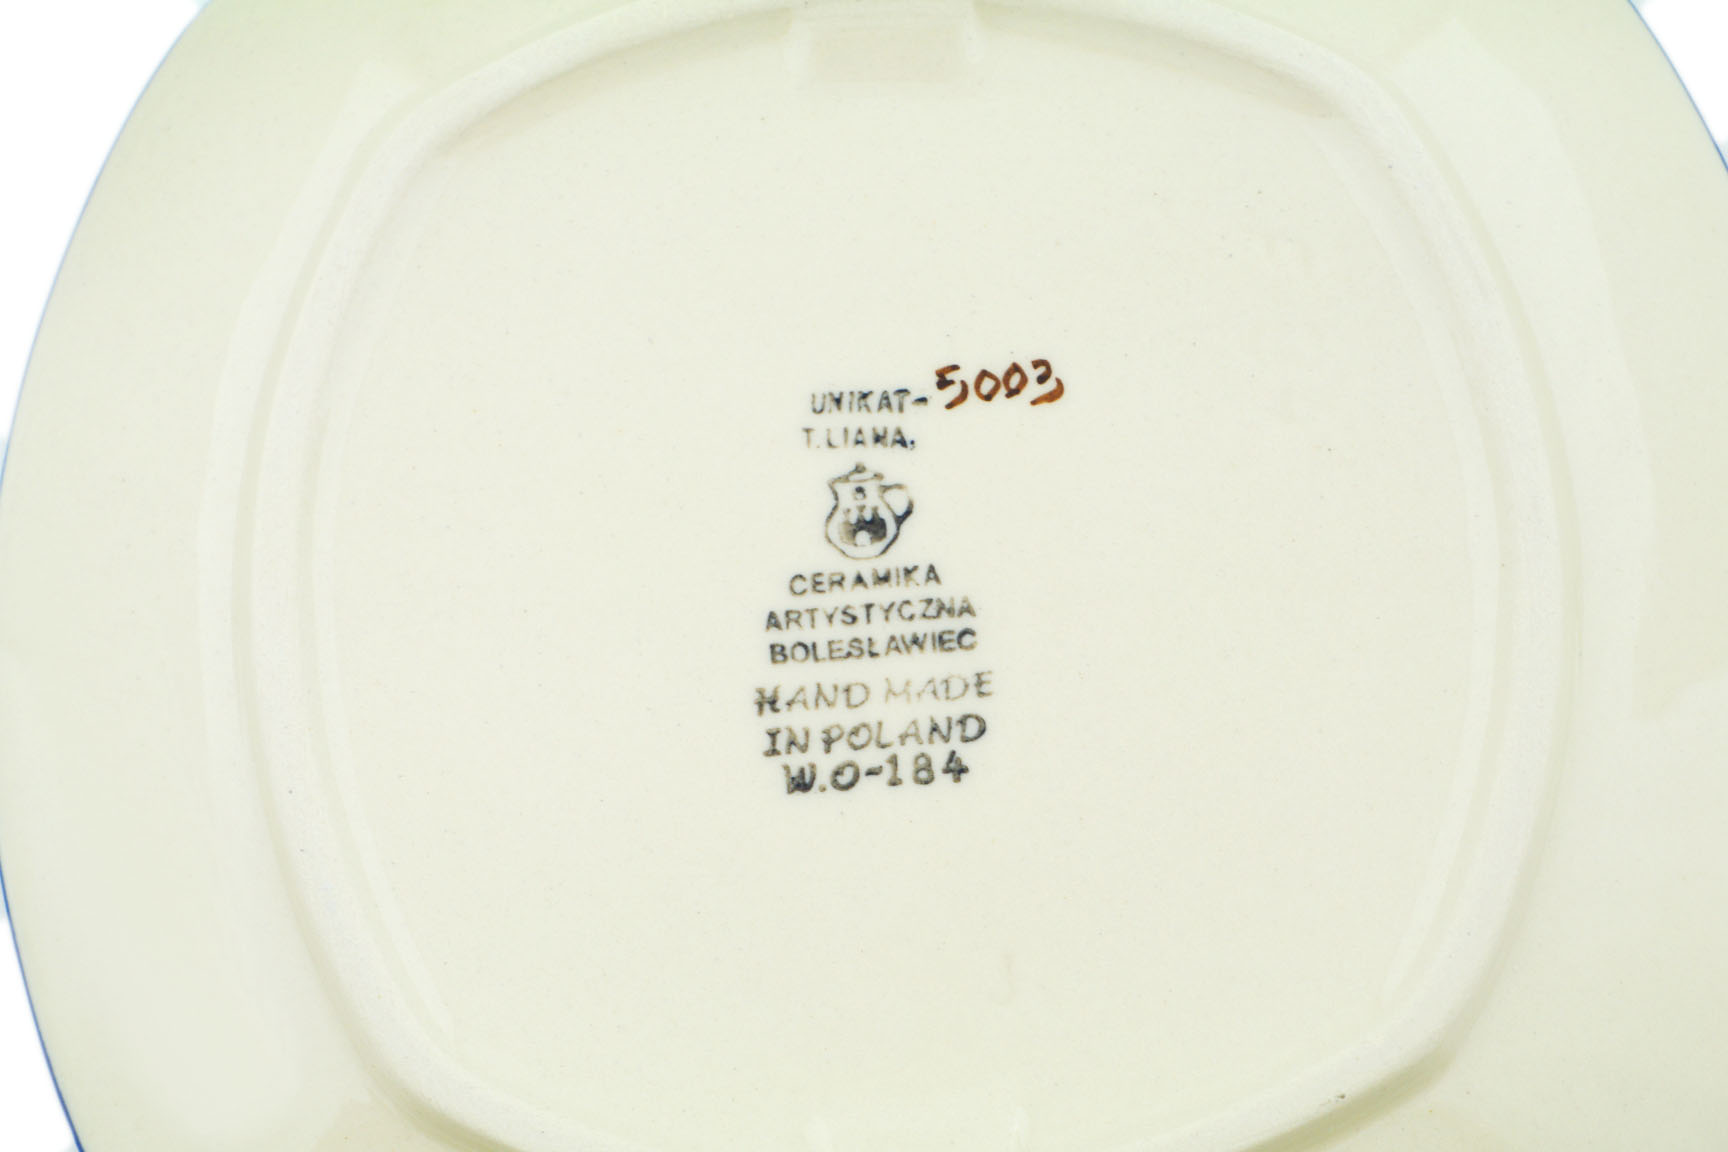 UNIKAT-5003
T.LIANA.
CERAMIKA
ARTYSTYCZNA
BOLESŁAWIEC
HAND MADE
IN POLAND
W.O-184